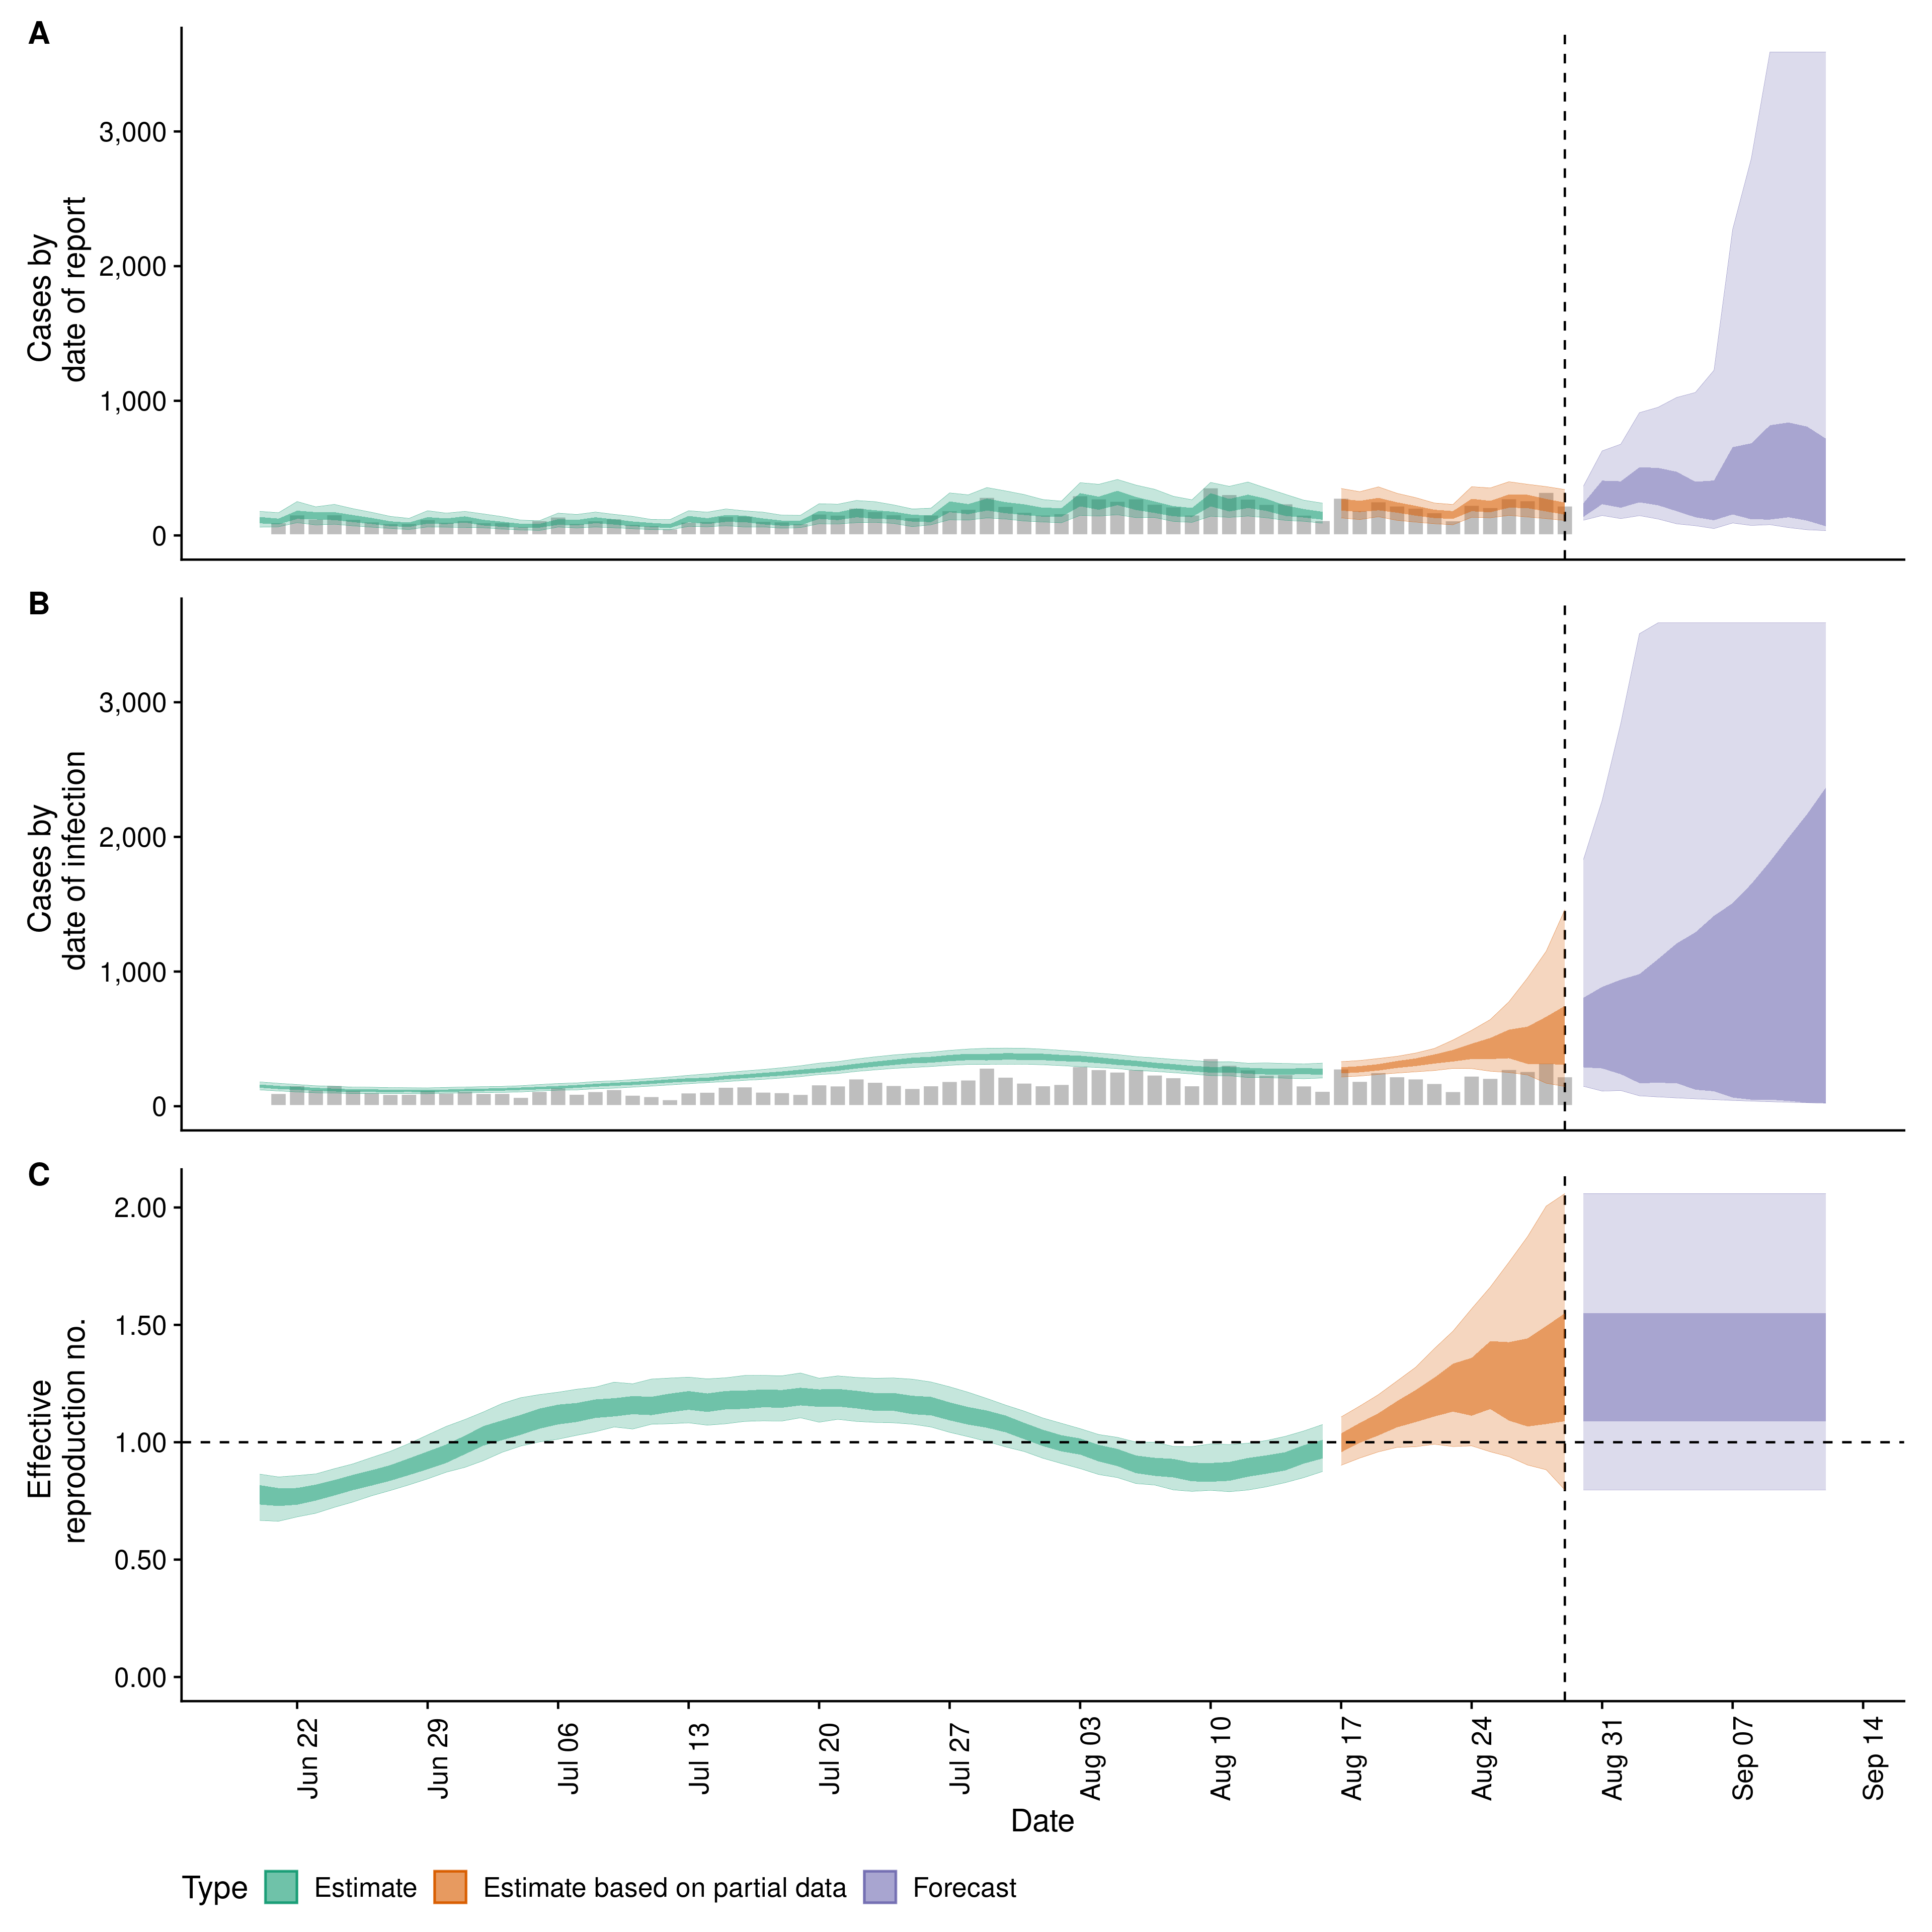 A
Cases by
date of report
3,000
2,000
1,000
0
B
Cases by
date of infection
3,000
2,000
1,000
0
C
Effective
reproduction no.
2.00
1.50
1.00
0.50
0.00
Jun 22
Jun 29
Jul 06
Jul 13
Jul 20
Jul 27
Aug 03
Aug 10
Aug 17
Aug 24
Aug 31
Sep 07
Sep 14
Date
Type Estimate Estimate based on partial data Forecast